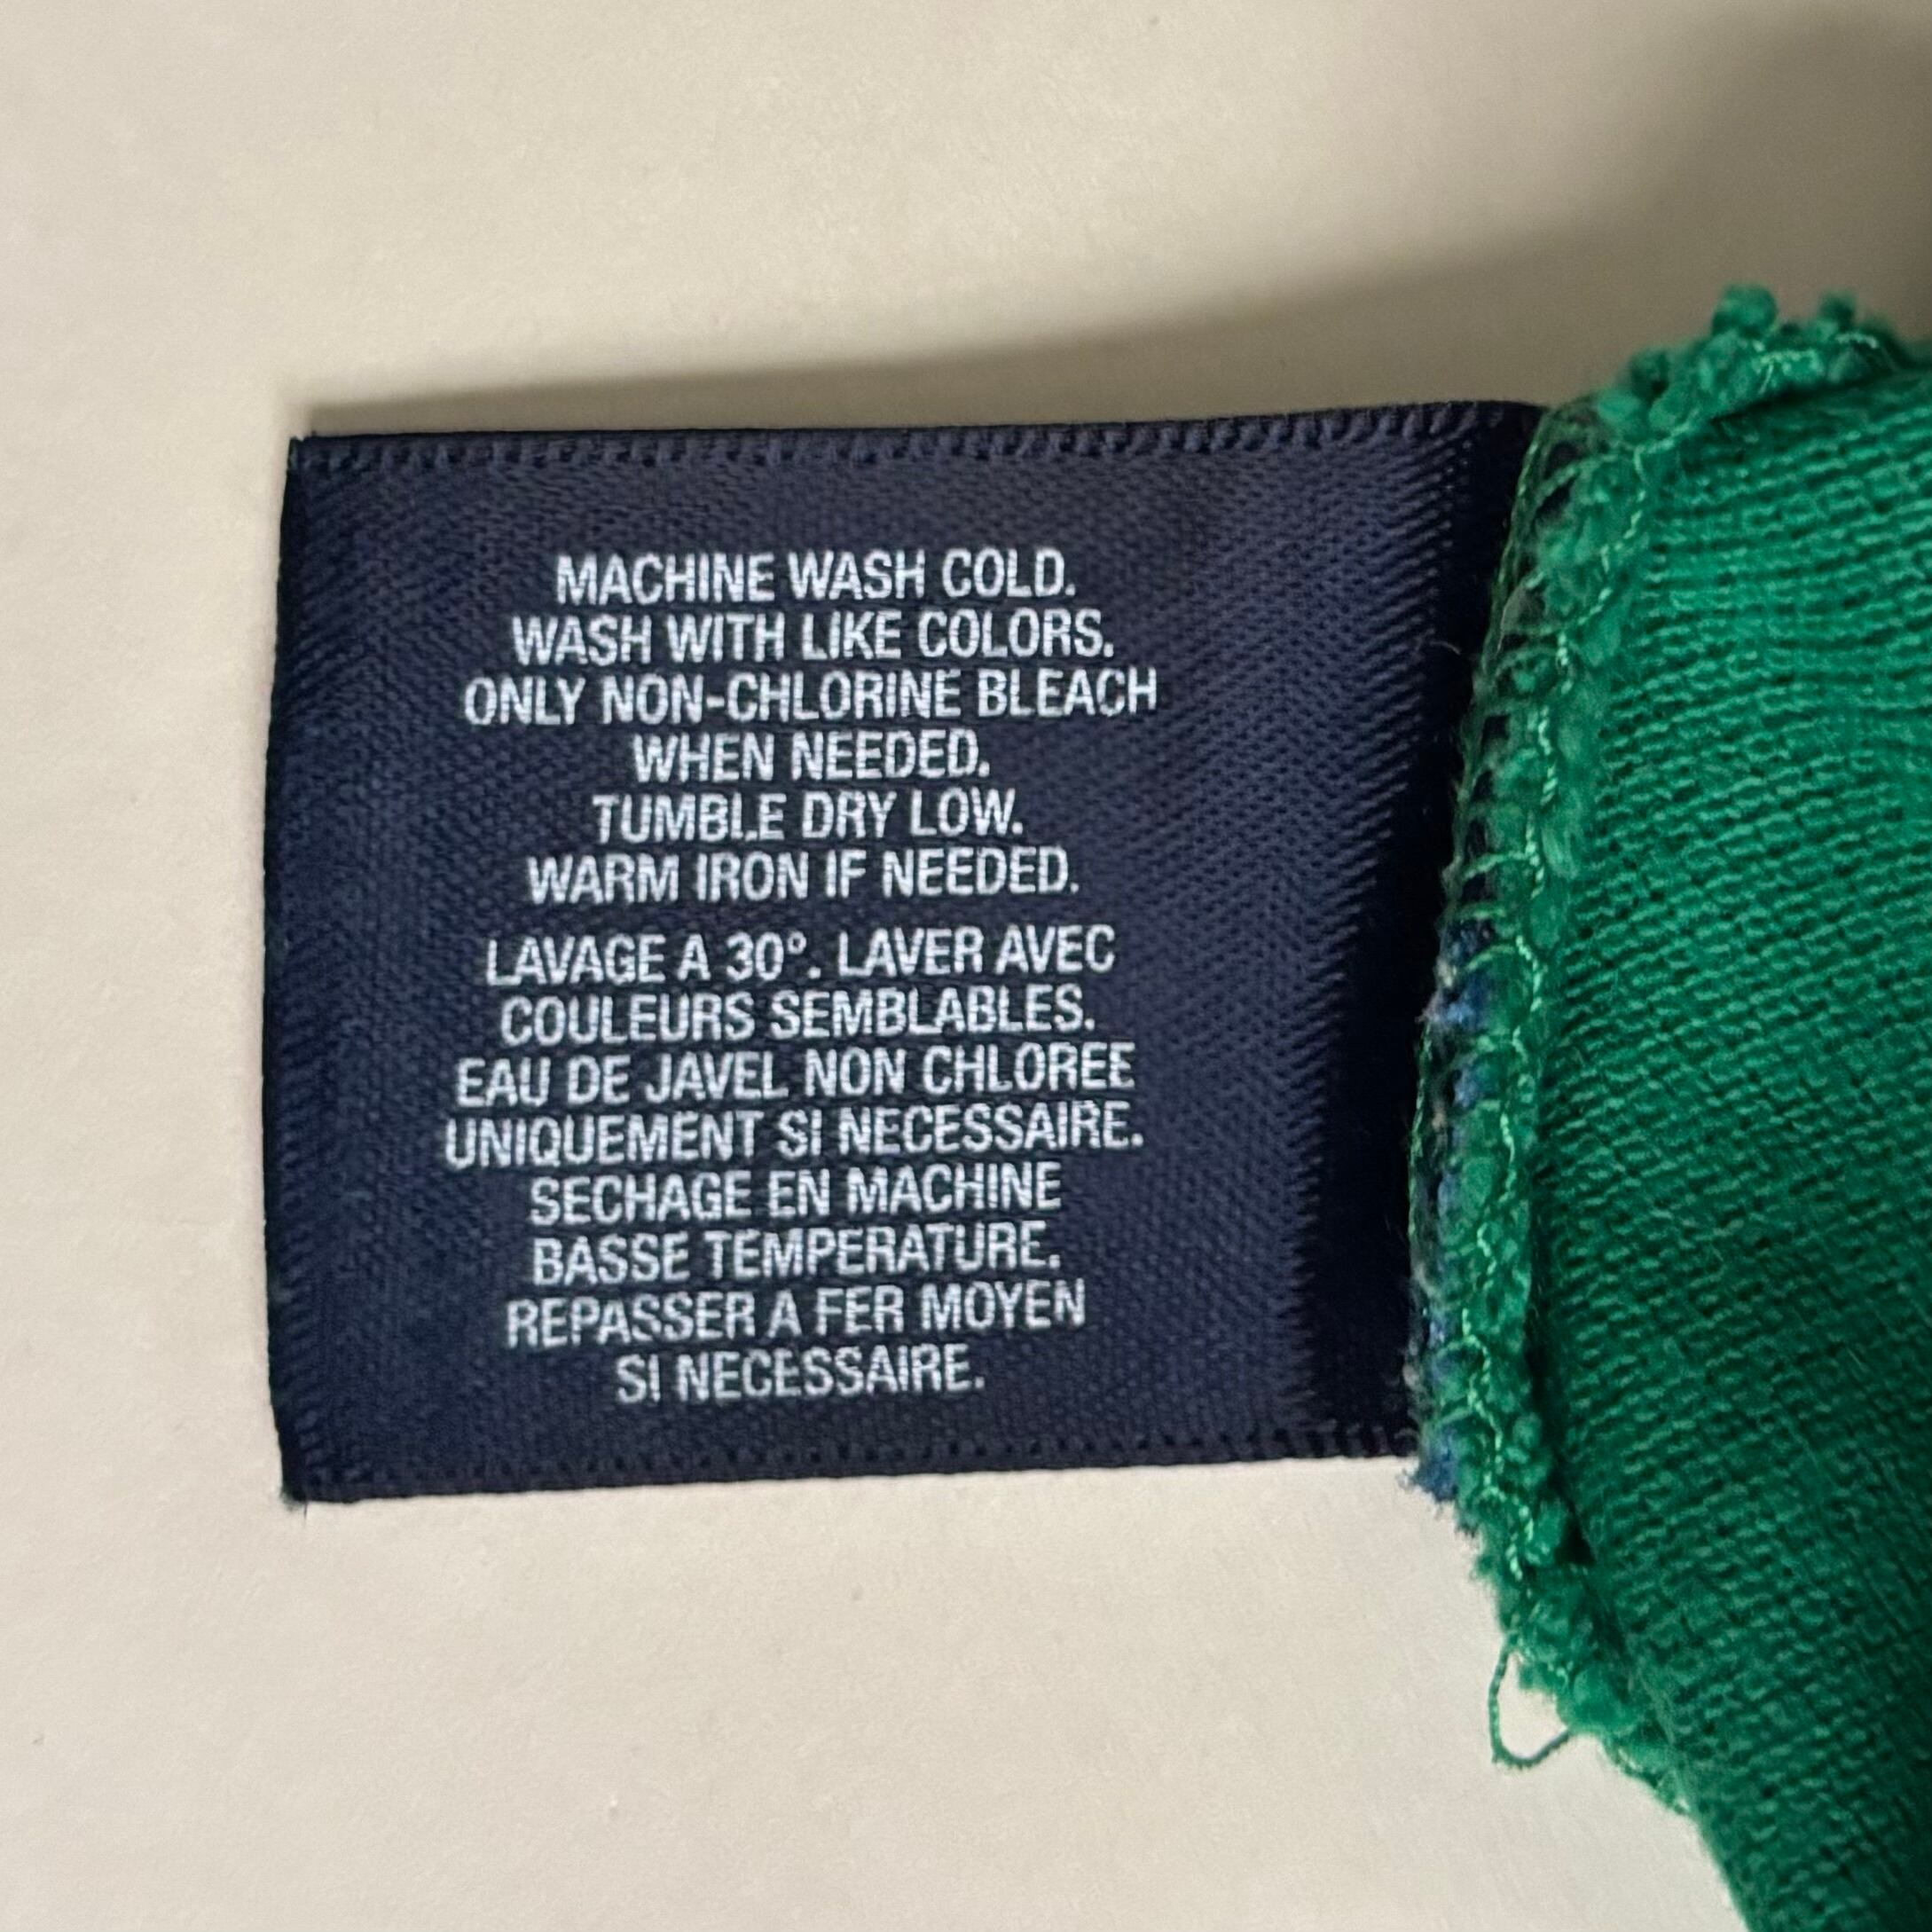 MACHINE WASH COLD.
WASH WITH LIKE COLORS.
ONLY NON-CHLORINE BLEACH
WHEN NEEDED.
TUMBLE DRY LOW.
WARM IRON IF NEEDED.
LAVAGE A 30°. LAVER AVEC
COULEURS SEMBLABLES.
EAU DE JAVEL NON CHLOREE
UNIQUEMENT SI NECESSAIRE.
SECHAGE EN MACHINE
BASSE TEMPERATURE.
REPASSER A FER MOYEN
SI NECESSAIRE.